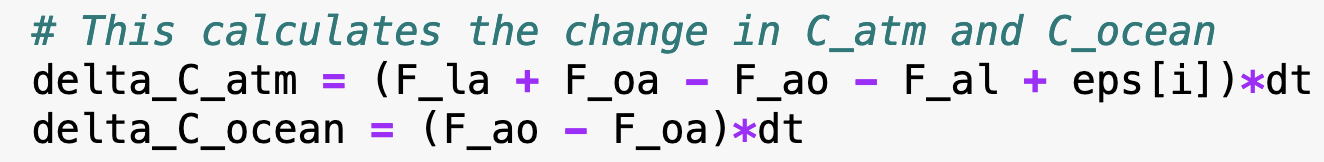 # This calculates the change in C_atm and C_ocean
delta_C_atm = (F_la + F_oa − F_ao − F_al + eps[i])*dt
delta_C_ocean = (F_ao − F_oa)*dt